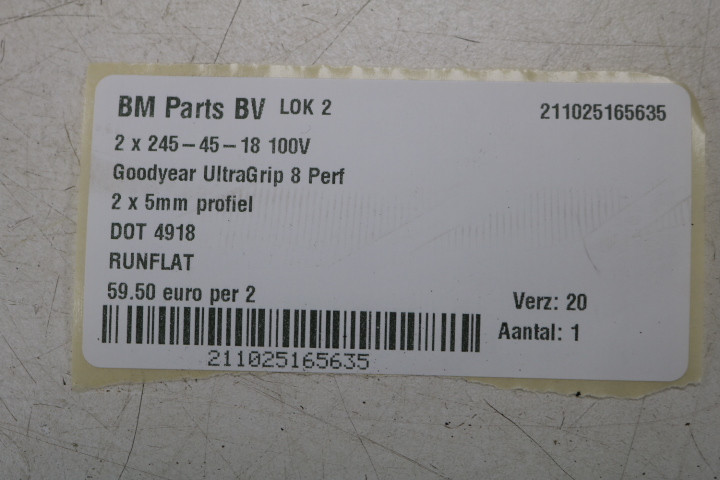 BM Parts BV LOK 2 211025165635
2 x 245-45-18 100V
Goodyear UltraGrip 8 Perf
2 x 5mm profiel
DOT 4918
RUNFLAT
59.50 euro per 2 Verz: 20
Aantal: 1
211025165635